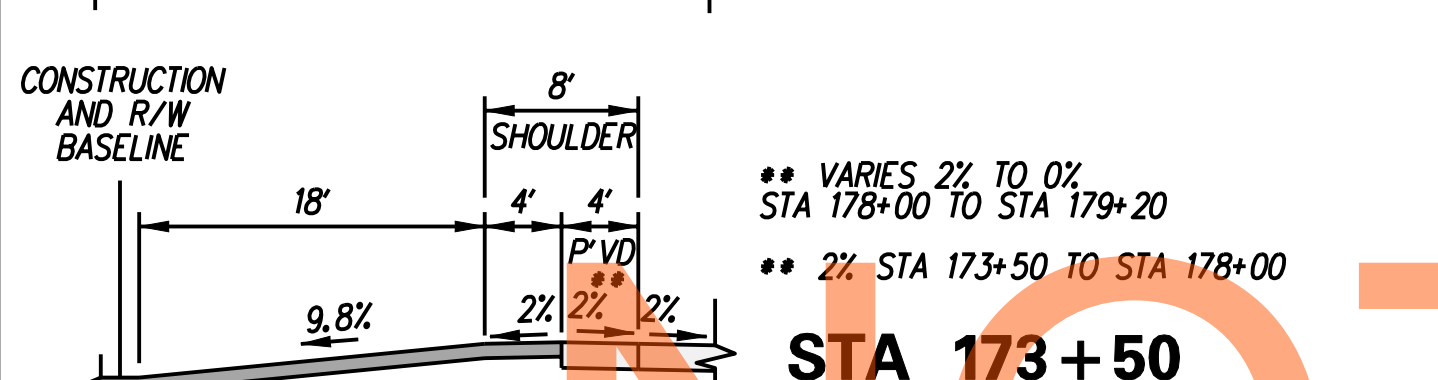 CONSTRUCTION
AND R/W
BASELINE
8'
SHOULDER
18'
4'
4'
P'VD
**
9.8%
2%
2%
2%
** VARIES 2% TO 0%
STA 178+00 TO STA 179+20
** 2% STA 173+50 TO STA 178+00
STA 173+50